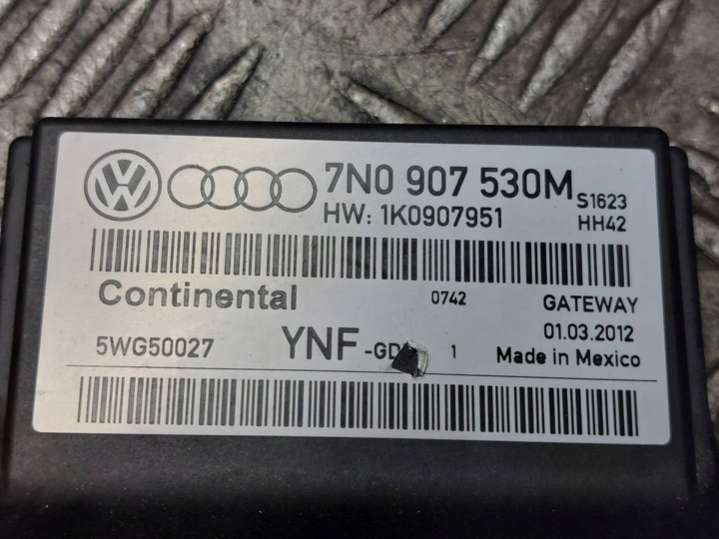 7N0 907 530M S1623
HW: 1K0907951 HH42
Continental 0742 GATEWAY
01.03.2012
5WG50027 YNF 1 Made in Mexico